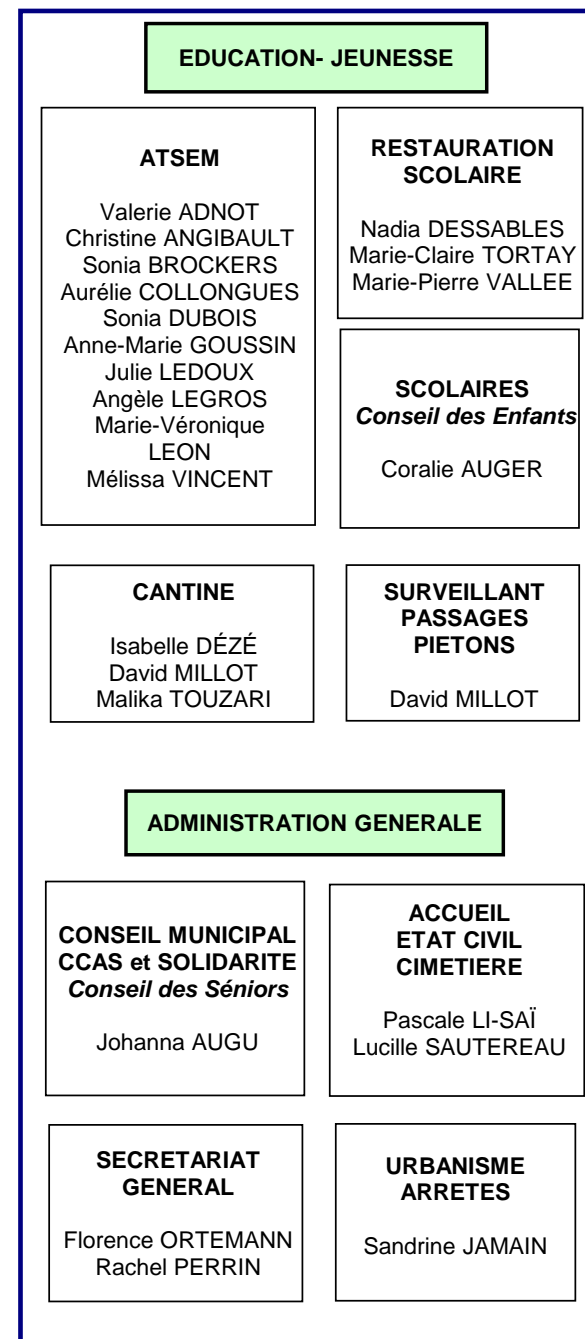 EDUCATION- JEUNESSE
ATSEM
Valerie ADNOT
Christine ANGIBAULT
Sonia BROCKERS
Aurélie COLLONGUES
Sonia DUBOIS
Anne-Marie GOUSSIN
Julie LEDOUX
Angèle LEGROS
Marie-Véronique
LEON
Mélissa VINCENT
RESTAURATION
SCOLAIRE
Nadia DESSABLES
Marie-Claire TORTAY
Marie-Pierre VALLEE
SCOLAIRES
Conseil des Enfants
Coralie AUGER
CANTINE
Isabelle DÉZÉ
David MILLOT
Malika TOUZARI
SURVEILLANT
PASSAGES
PIETONS
David MILLOT
ADMINISTRATION GENERALE
CONSEIL MUNICIPAL
CCAS et SOLIDARITE
Conseil des Séniors
Johanna AUGU
ACCUEIL
ETAT CIVIL
CIMETIERE
Pascale LI-SAÏ
Lucille SAUTEREAU
SECRETARIAT
GENERAL
Florence ORTEMANN
Rachel PERRIN
URBANISME
ARRETES
Sandrine JAMAIN